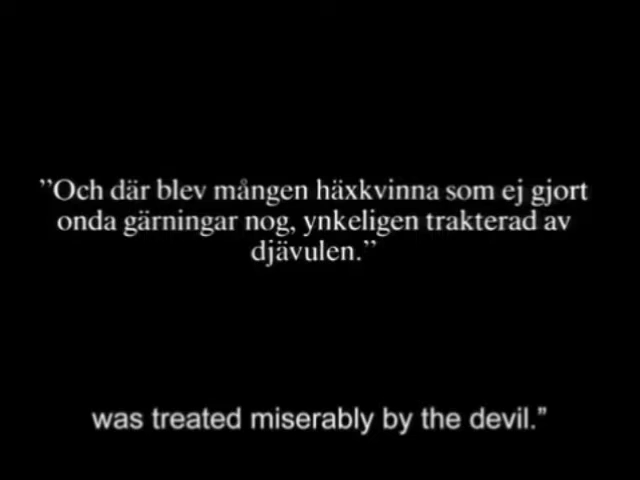 ”Och där blev mången häxkvinna som ej gjort
onda gärningar nog, ynkeligen trakterad av
djävulen.”
was treated miserably by the devil.”